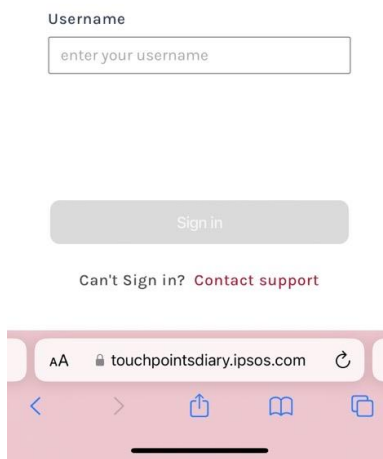 Username
enter your username
Sign in
Can't Sign in? Contact support
AA touchpointsdiary.ipsos.com